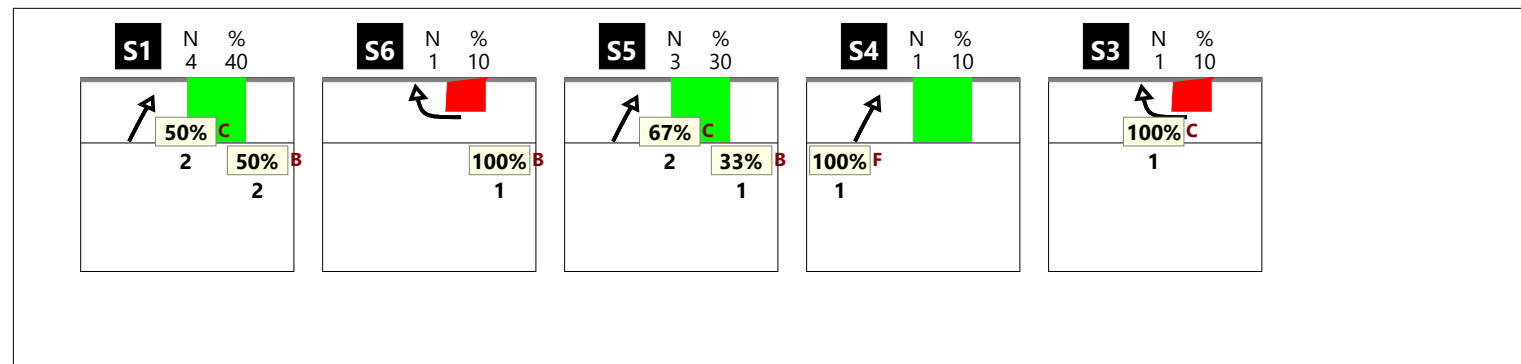 S1 N % S6 N % S5 N % S4 N % S3 N %
4 40 1 10 3 30 1 10 1 10
50% C 67% C 100% C
2 50% B 100% B 2 33% B 100% F 1
2 1 1 1